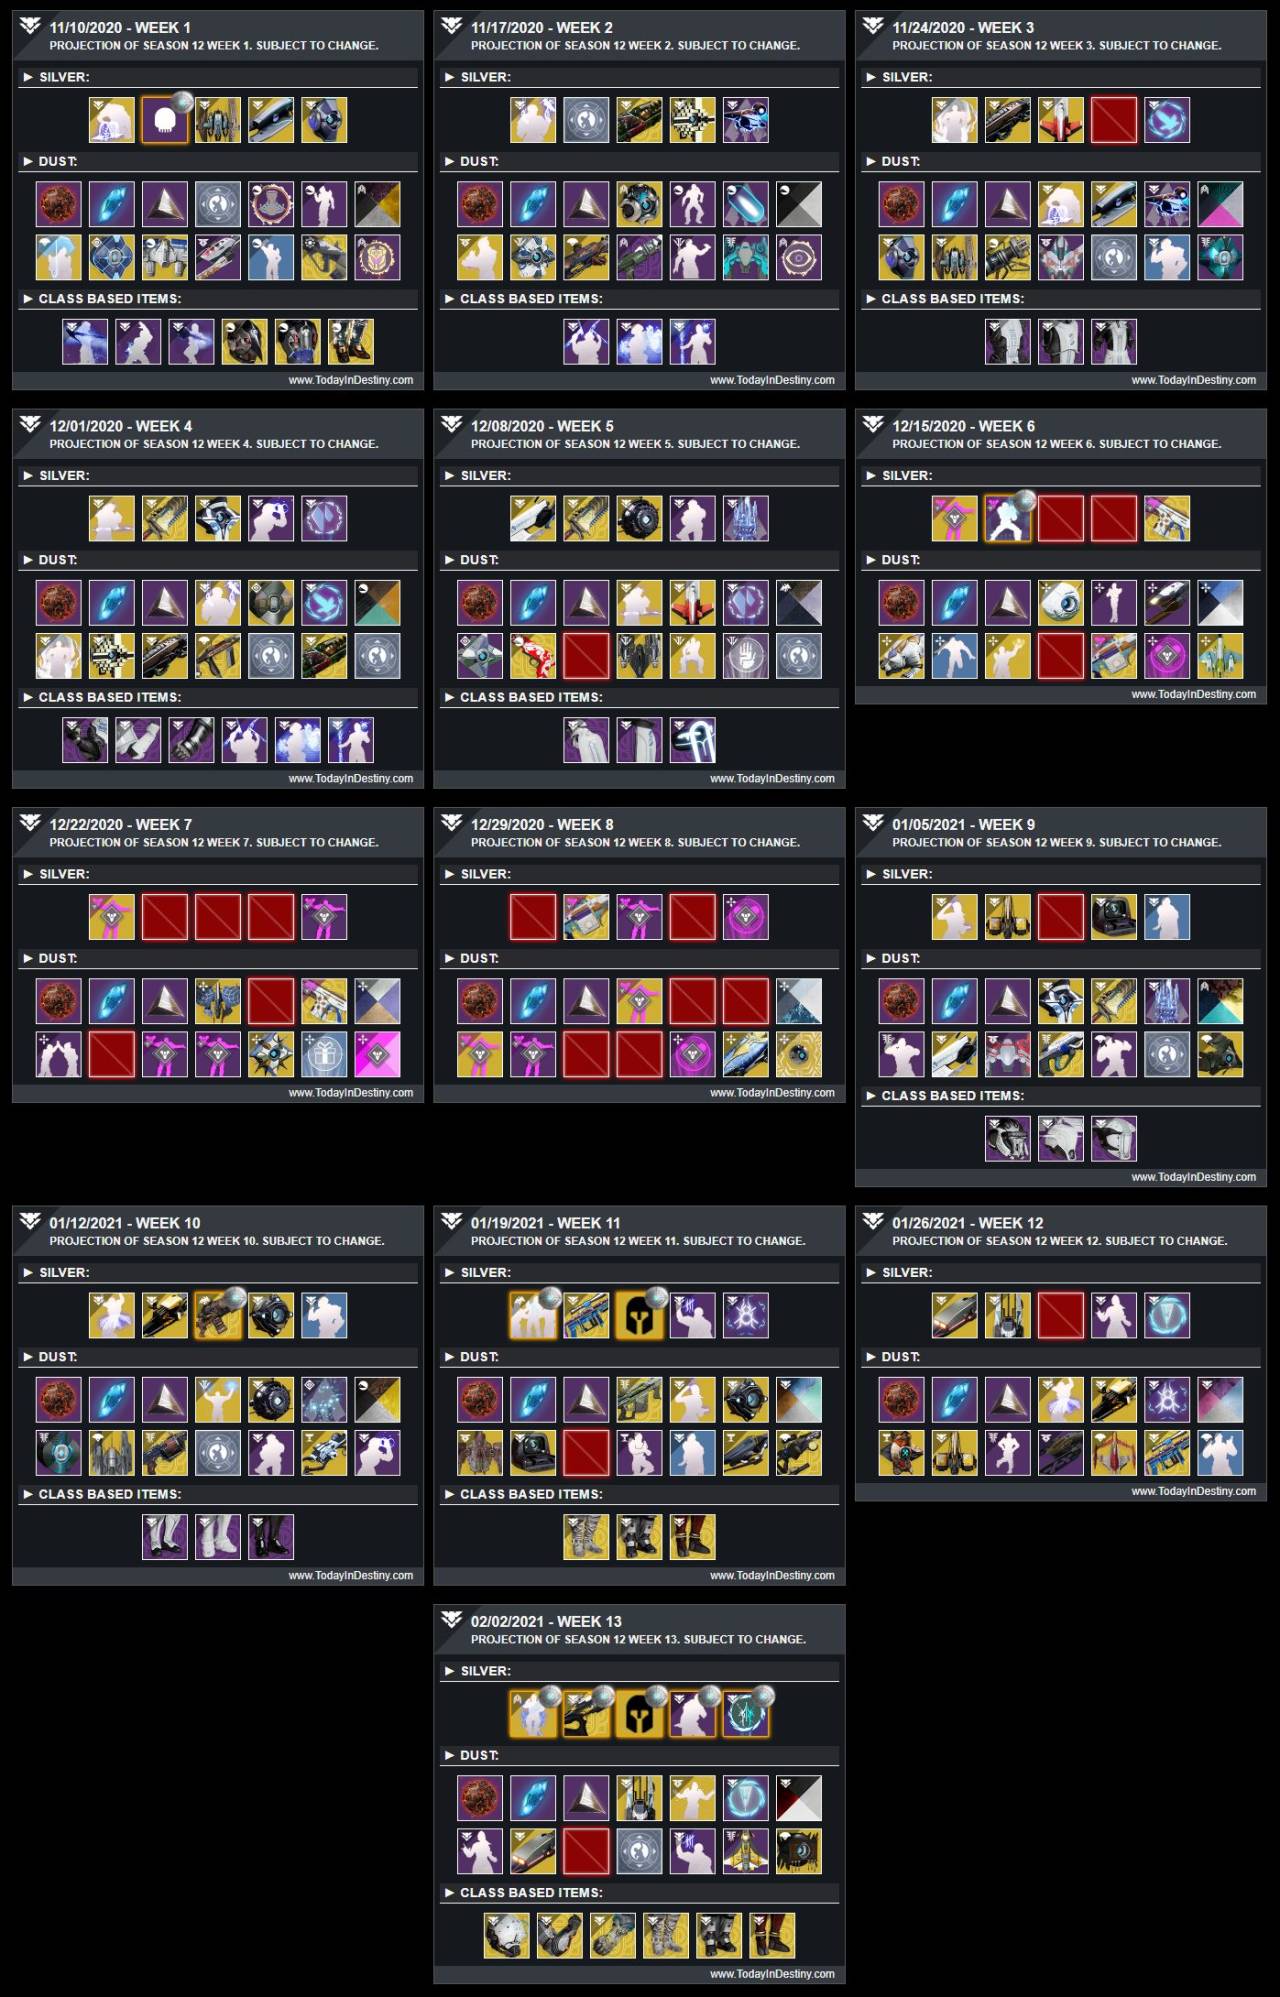 11/10/2020 - WEEK 1
PROJECTION OF SEASON 12 WEEK 1. SUBJECT TO CHANGE.
► SILVER:
► DUST:
► CLASS BASED ITEMS:
www.TodayInDestiny.com
11/17/2020 - WEEK 2
PROJECTION OF SEASON 12 WEEK 2. SUBJECT TO CHANGE.
► SILVER:
► DUST:
► CLASS BASED ITEMS:
www.TodayInDestiny.com
11/24/2020 - WEEK 3
PROJECTION OF SEASON 12 WEEK 3. SUBJECT TO CHANGE.
► SILVER:
► DUST:
► CLASS BASED ITEMS:
www.TodayInDestiny.com
12/01/2020 - WEEK 4
PROJECTION OF SEASON 12 WEEK 4. SUBJECT TO CHANGE.
► SILVER:
► DUST:
► CLASS BASED ITEMS:
www.TodayInDestiny.com
12/08/2020 - WEEK 5
PROJECTION OF SEASON 12 WEEK 5. SUBJECT TO CHANGE.
► SILVER:
► DUST:
► CLASS BASED ITEMS:
www.TodayInDestiny.com
12/15/2020 - WEEK 6
PROJECTION OF SEASON 12 WEEK 6. SUBJECT TO CHANGE.
► SILVER:
► DUST:
www.TodayInDestiny.com
12/22/2020 - WEEK 7
PROJECTION OF SEASON 12 WEEK 7. SUBJECT TO CHANGE.
► SILVER:
► DUST:
www.TodayInDestiny.com
12/29/2020 - WEEK 8
PROJECTION OF SEASON 12 WEEK 8. SUBJECT TO CHANGE.
► SILVER:
► DUST:
www.TodayInDestiny.com
01/05/2021 - WEEK 9
PROJECTION OF SEASON 12 WEEK 9. SUBJECT TO CHANGE.
► SILVER:
► DUST:
► CLASS BASED ITEMS:
www.TodayInDestiny.com
01/12/2021 - WEEK 10
PROJECTION OF SEASON 12 WEEK 10. SUBJECT TO CHANGE.
► SILVER:
► DUST:
► CLASS BASED ITEMS:
www.TodayInDestiny.com
01/19/2021 - WEEK 11
PROJECTION OF SEASON 12 WEEK 11. SUBJECT TO CHANGE.
► SILVER:
► DUST:
► CLASS BASED ITEMS:
www.TodayInDestiny.com
01/26/2021 - WEEK 12
PROJECTION OF SEASON 12 WEEK 12. SUBJECT TO CHANGE.
► SILVER:
► DUST:
www.TodayInDestiny.com
02/02/2021 - WEEK 13
PROJECTION OF SEASON 12 WEEK 13. SUBJECT TO CHANGE.
► SILVER:
► DUST:
► CLASS BASED ITEMS:
www.TodayInDestiny.com